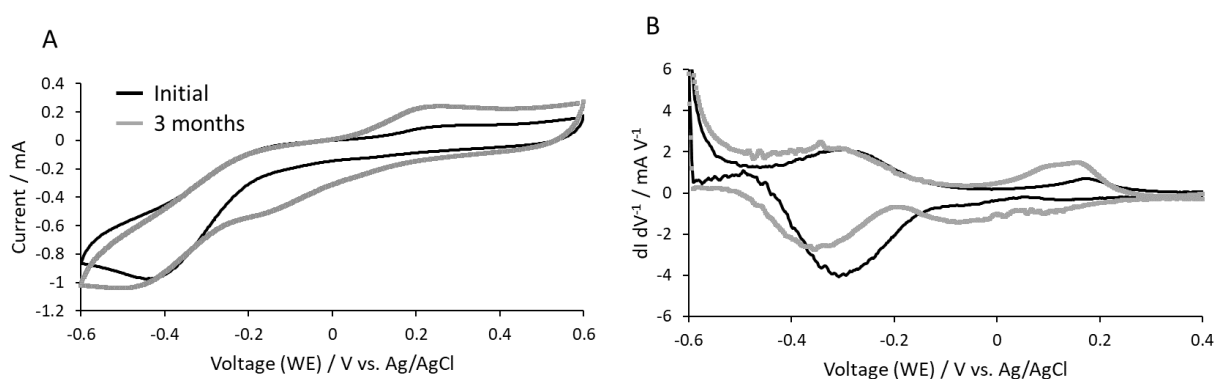 A
Initial
3 months
0.4
0.2
0
-0.2
-0.4
-0.6
-0.8
-1
-1.2
Current / mA
-0.6 -0.4 -0.2 0 0.2 0.4 0.6
Voltage (WE) / V vs. Ag/AgCl
B
6
4
2
0
-2
-4
-6
dI dV⁻¹ / mA V⁻¹
-0.6 -0.4 -0.2 0 0.2 0.4
Voltage (WE) / V vs. Ag/AgCl